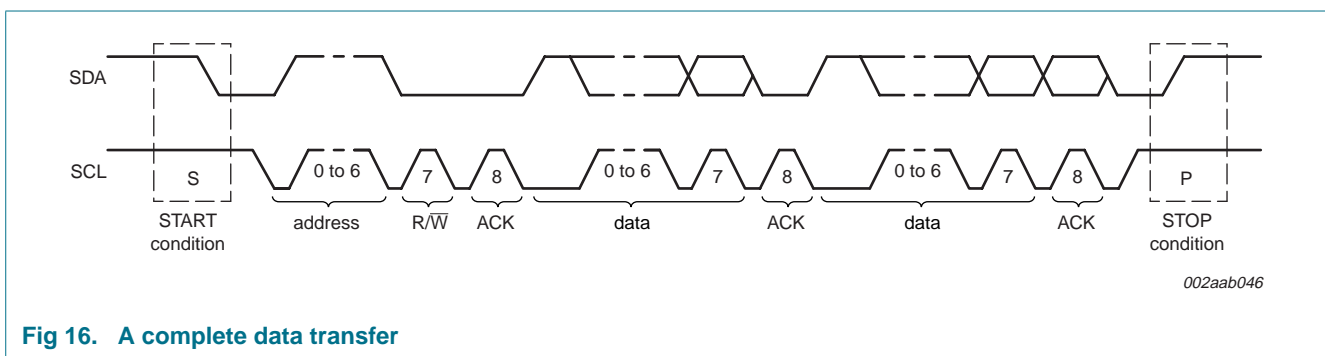 SDA
SCL
S
0 to 6
7
8
0 to 6
7
8
0 to 6
7
8
P
START
condition
address
R/W̅
ACK
data
ACK
data
ACK
STOP
condition
002aab046
Fig 16. A complete data transfer